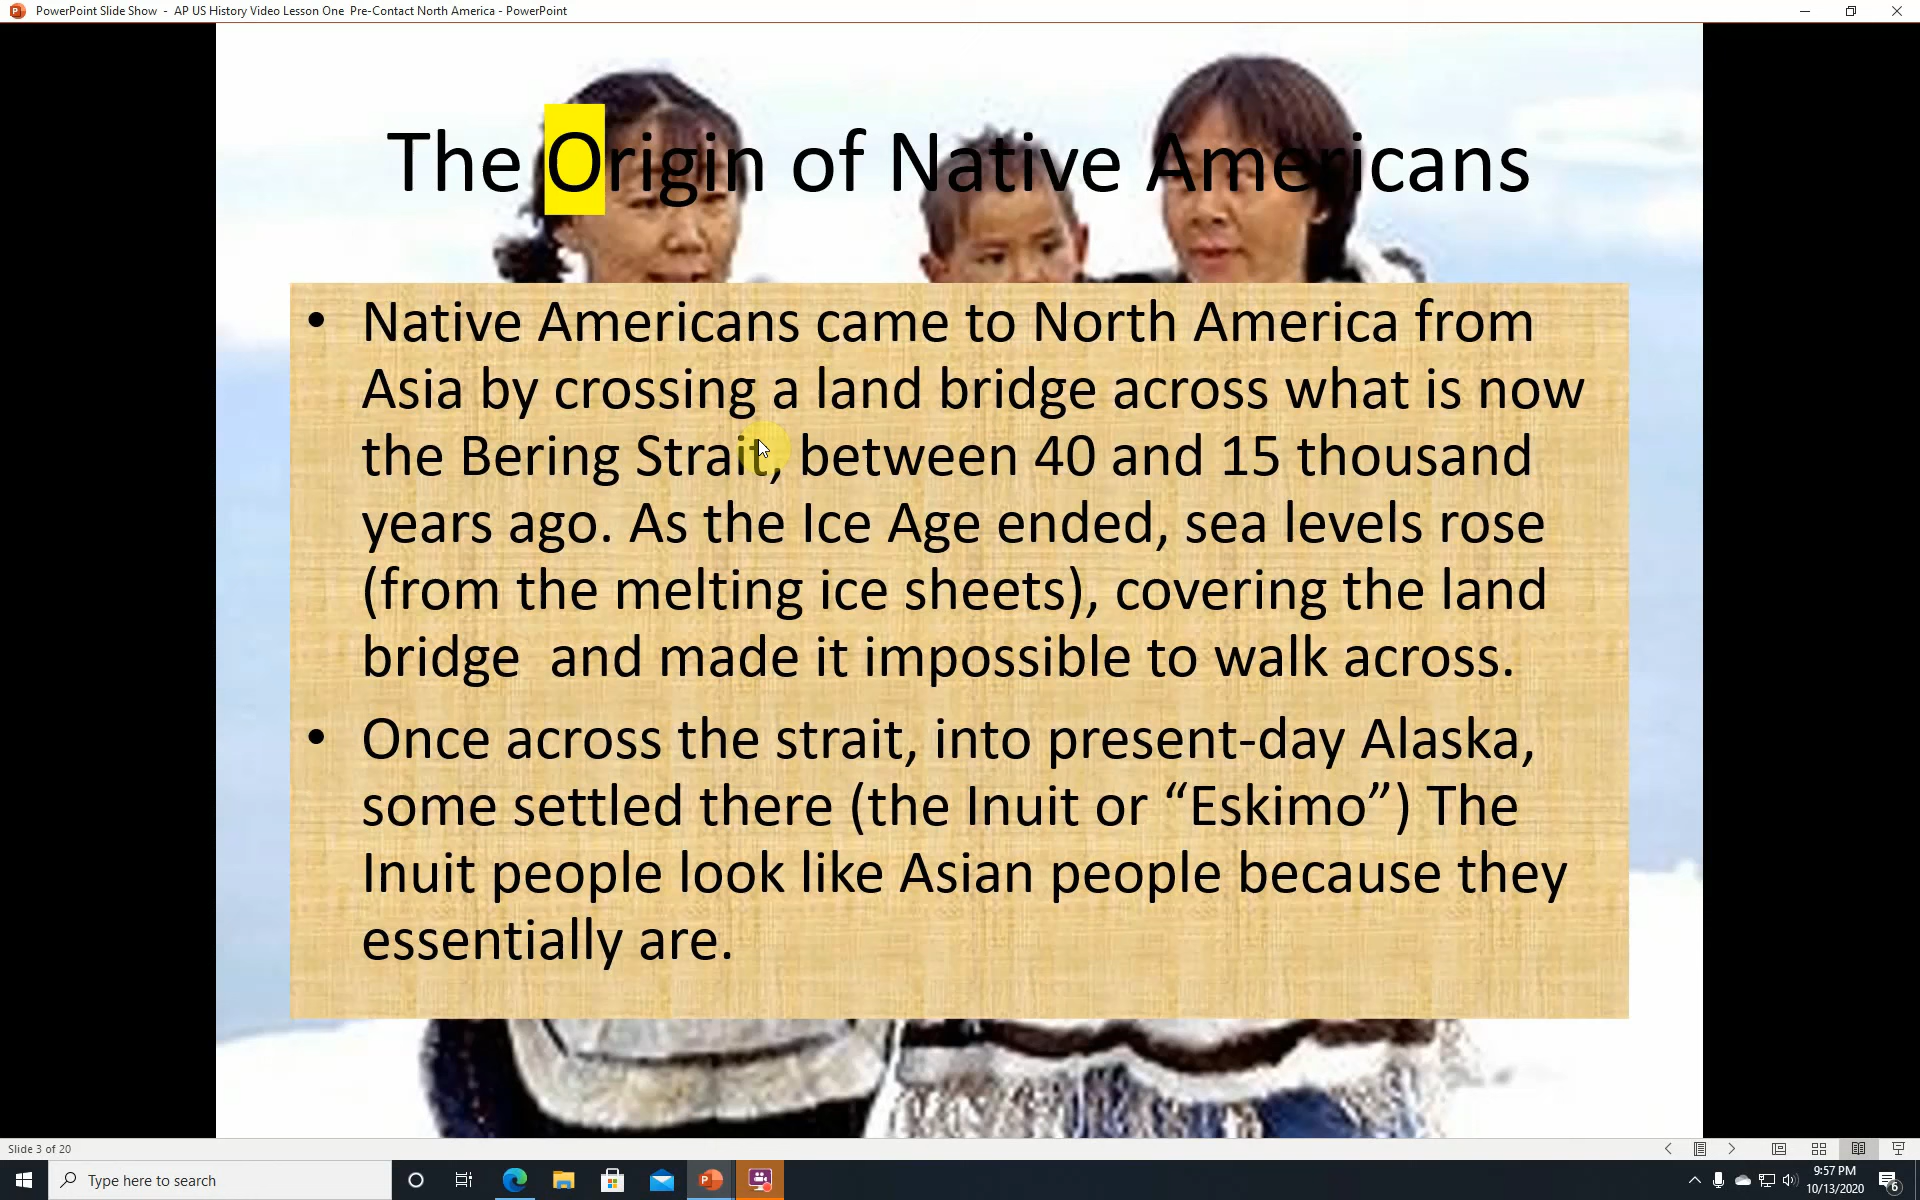 PowerPoint Slide Show - AP US History Video Lesson One Pre-Contact North America - PowerPoint
The Origin of Native Americans
• Native Americans came to North America from
Asia by crossing a land bridge across what is now
the Bering Strait, between 40 and 15 thousand
years ago. As the Ice Age ended, sea levels rose
(from the melting ice sheets), covering the land
bridge  and made it impossible to walk across.
• Once across the strait, into present-day Alaska,
some settled there (the Inuit or “Eskimo”) The
Inuit people look like Asian people because they
essentially are.
Slide 3 of 20
Type here to search
9:57 PM
10/13/2020
6